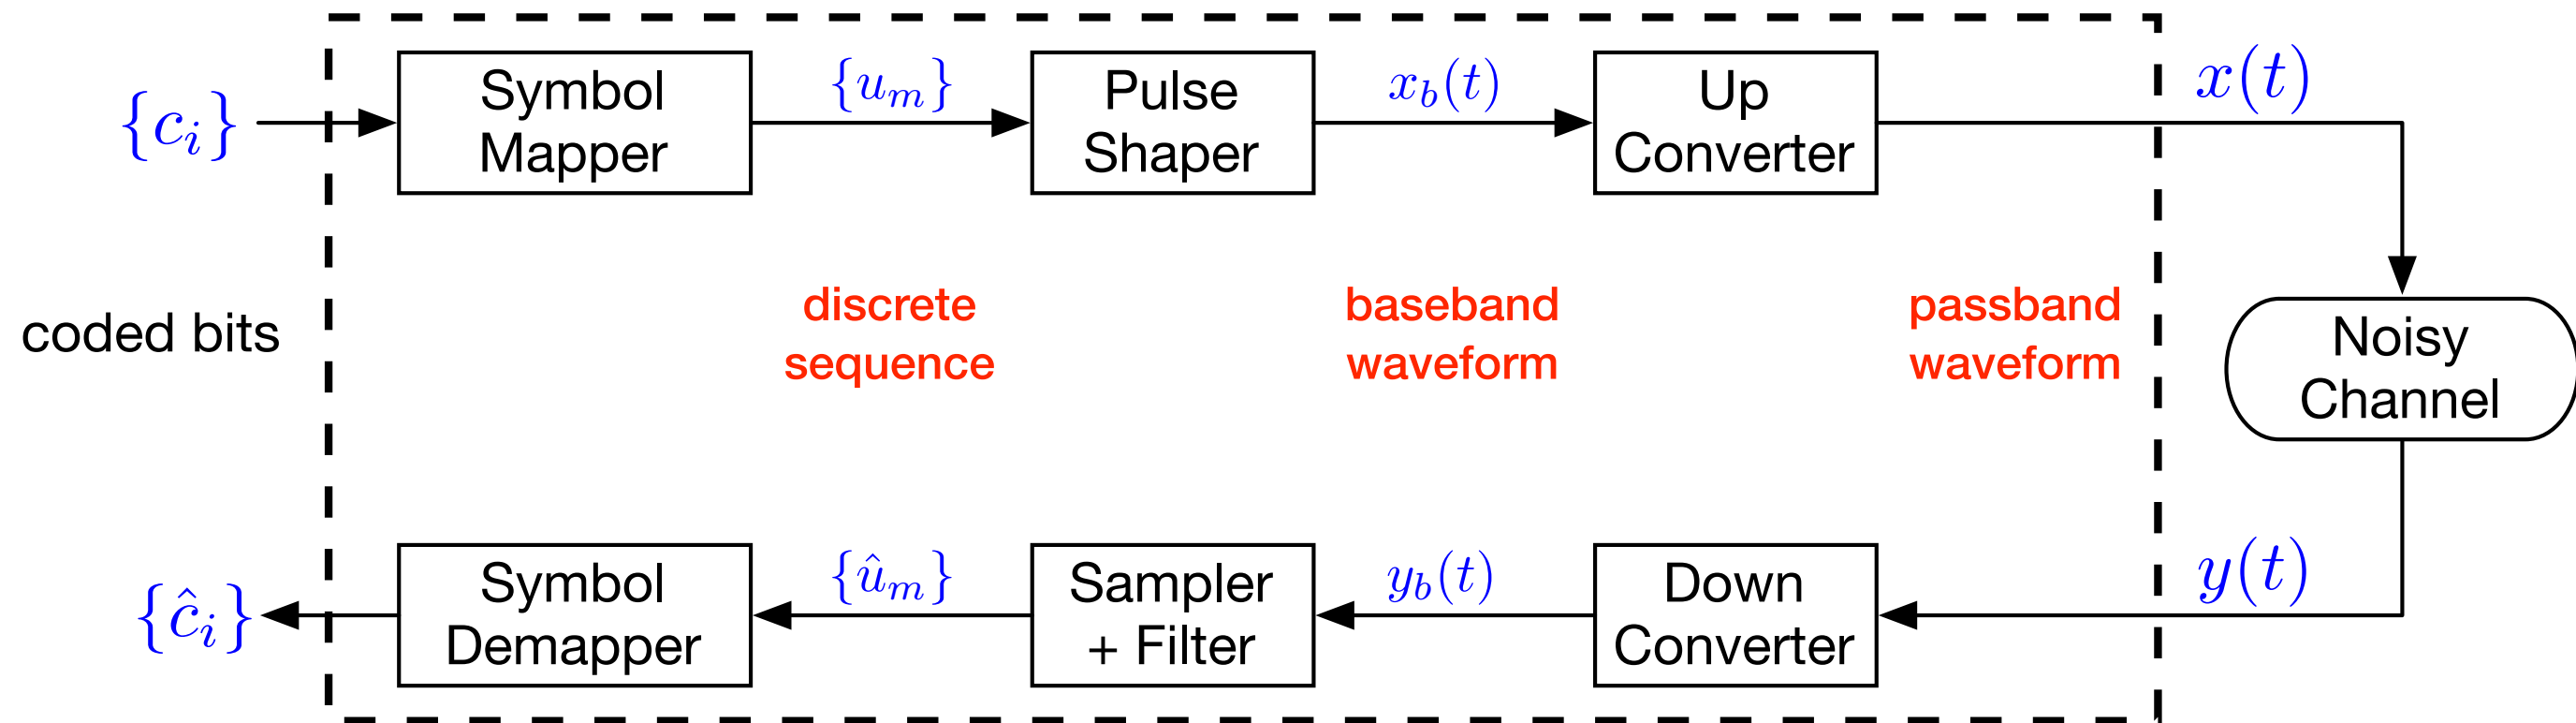 {c_i}
Symbol
Mapper
{u_m}
Pulse
Shaper
x_b(t)
Up
Converter
x(t)
coded bits
discrete
sequence
baseband
waveform
passband
waveform
Noisy
Channel
{ĉ_i}
Symbol
Demapper
{û_m}
Sampler
+ Filter
y_b(t)
Down
Converter
y(t)